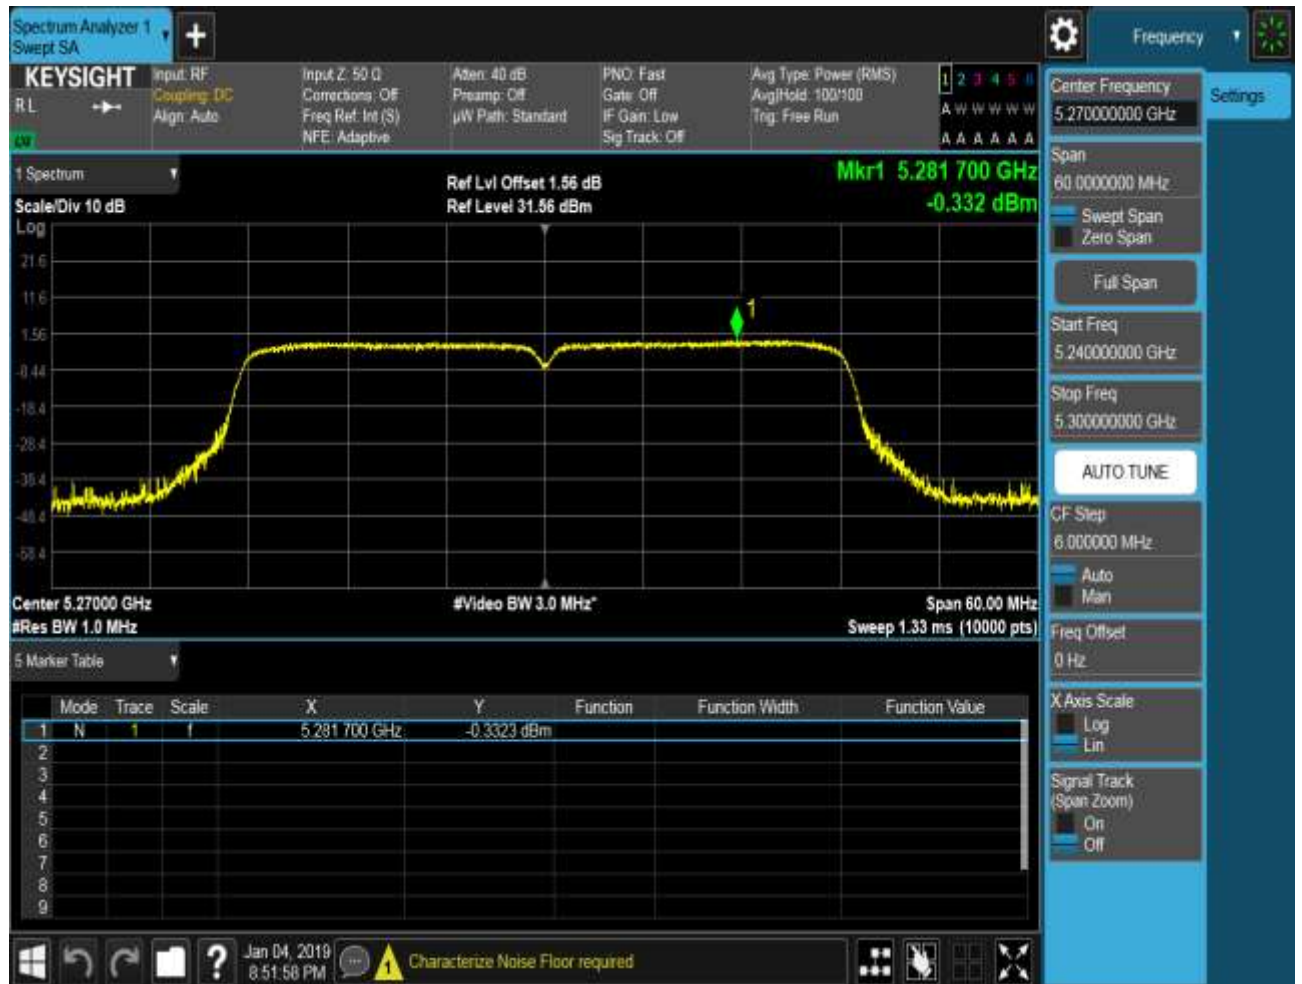 Spectrum Analyzer 1
Swept SA
+
Frequency
KEYSIGHT
Input: RF
Input Z: 50 Ω
Atten: 40 dB
PNO: Fast
Avg Type: Power (RMS)
1 2 3 4 5 6
RL
Coupling: DC
Corrections: Off
Preamp: Off
Gate: Off
Avg|Hold: 100/100
A W W W W W
Align: Auto
Freq Ref: Int (S)
µW Path: Standard
IF Gain: Low
Trig: Free Run
NFE: Adaptive
Sig Track: Off
A A A A A A
1 Spectrum
Ref Lvl Offset 1.56 dB
Mkr1 5.281 700 GHz
Scale/Div 10 dB
Ref Level 31.56 dBm
-0.332 dBm
Log
21.6
11.6
1.56
-8.44
-18.4
-28.4
-38.4
-48.4
-58.4
1
Center 5.27000 GHz
#Video BW 3.0 MHz*
Span 60.00 MHz
#Res BW 1.0 MHz
Sweep 1.33 ms (10000 pts)
5 Marker Table
Mode Trace Scale X Y Function Function Width Function Value
1 N 1 f 5.281 700 GHz -0.3323 dBm
2
3
4
5
6
7
8
9
Center Frequency
5.270000000 GHz
Settings
Span
60.0000000 MHz
Swept Span
Zero Span
Full Span
Start Freq
5.240000000 GHz
Stop Freq
5.300000000 GHz
AUTO TUNE
CF Step
6.000000 MHz
Auto
Man
Freq Offset
0 Hz
X Axis Scale
Log
Lin
Signal Track
(Span Zoom)
On
Off
?
Jan 04, 2019
8:51:58 PM
1
Characterize Noise Floor required